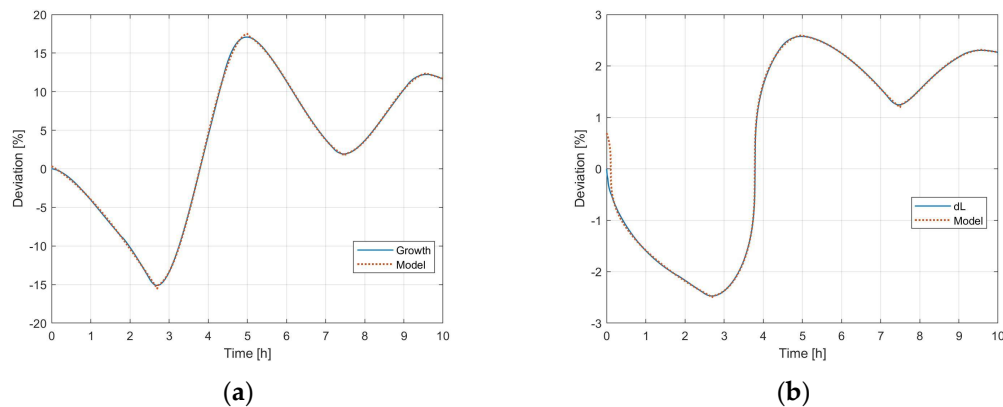 20
15
10
5
0
-5
-10
-15
-20
Deviation [%]
Growth
Model
0 1 2 3 4 5 6 7 8 9 10
Time [h]
(a)
3
2
1
0
-1
-2
-3
Deviation [%]
dL
Model
0 1 2 3 4 5 6 7 8 9 10
Time [h]
(b)